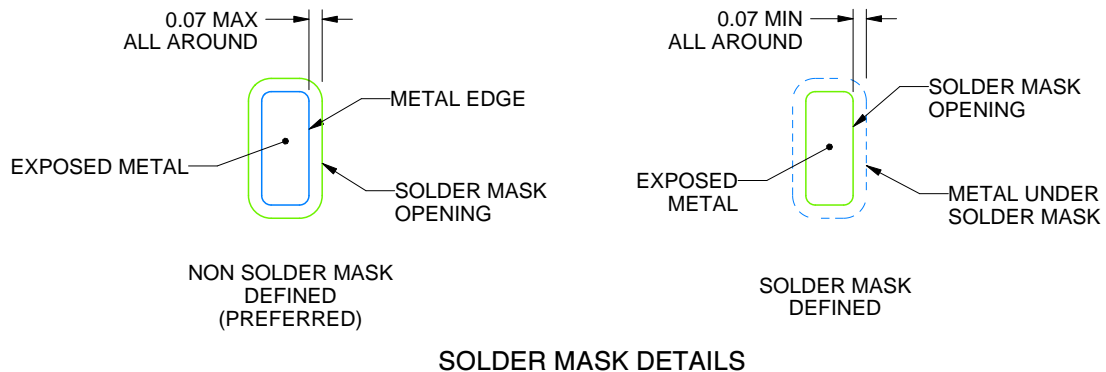 0.07 MAX
ALL AROUND
METAL EDGE
EXPOSED METAL
SOLDER MASK
OPENING
NON SOLDER MASK
DEFINED
(PREFERRED)
0.07 MIN
ALL AROUND
SOLDER MASK
OPENING
EXPOSED
METAL
METAL UNDER
SOLDER MASK
SOLDER MASK
DEFINED
SOLDER MASK DETAILS